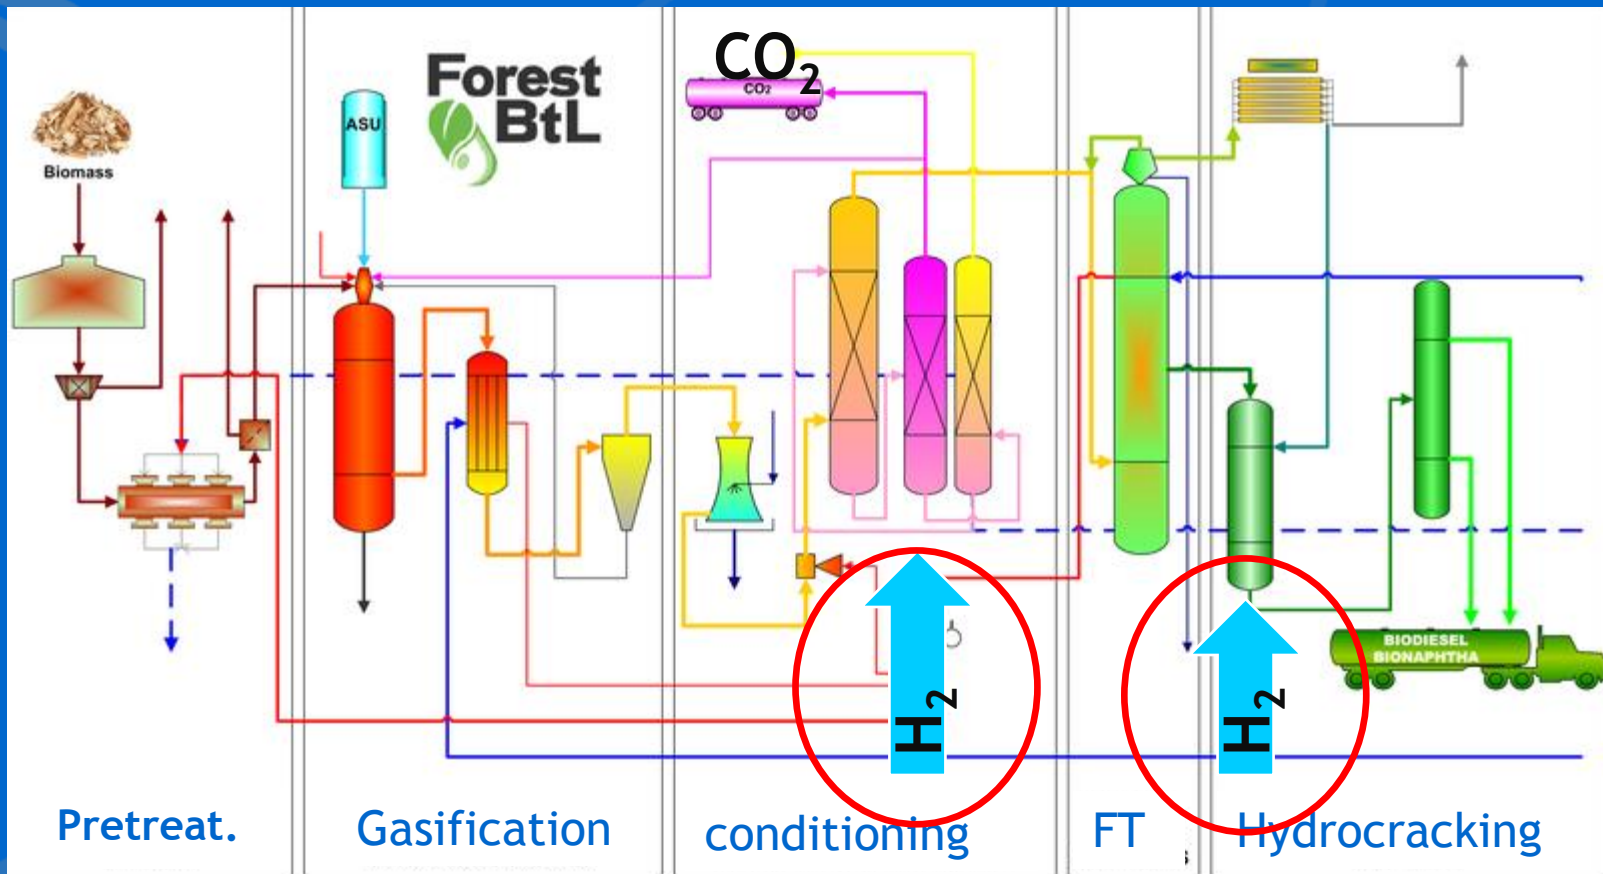 CO₂
CO₂
Forest
BtL
ASU
Biomass
BIODIESEL
BIONAPHTHA
H₂
H₂
Pretreat.
Gasification
conditioning
FT
Hydrocracking